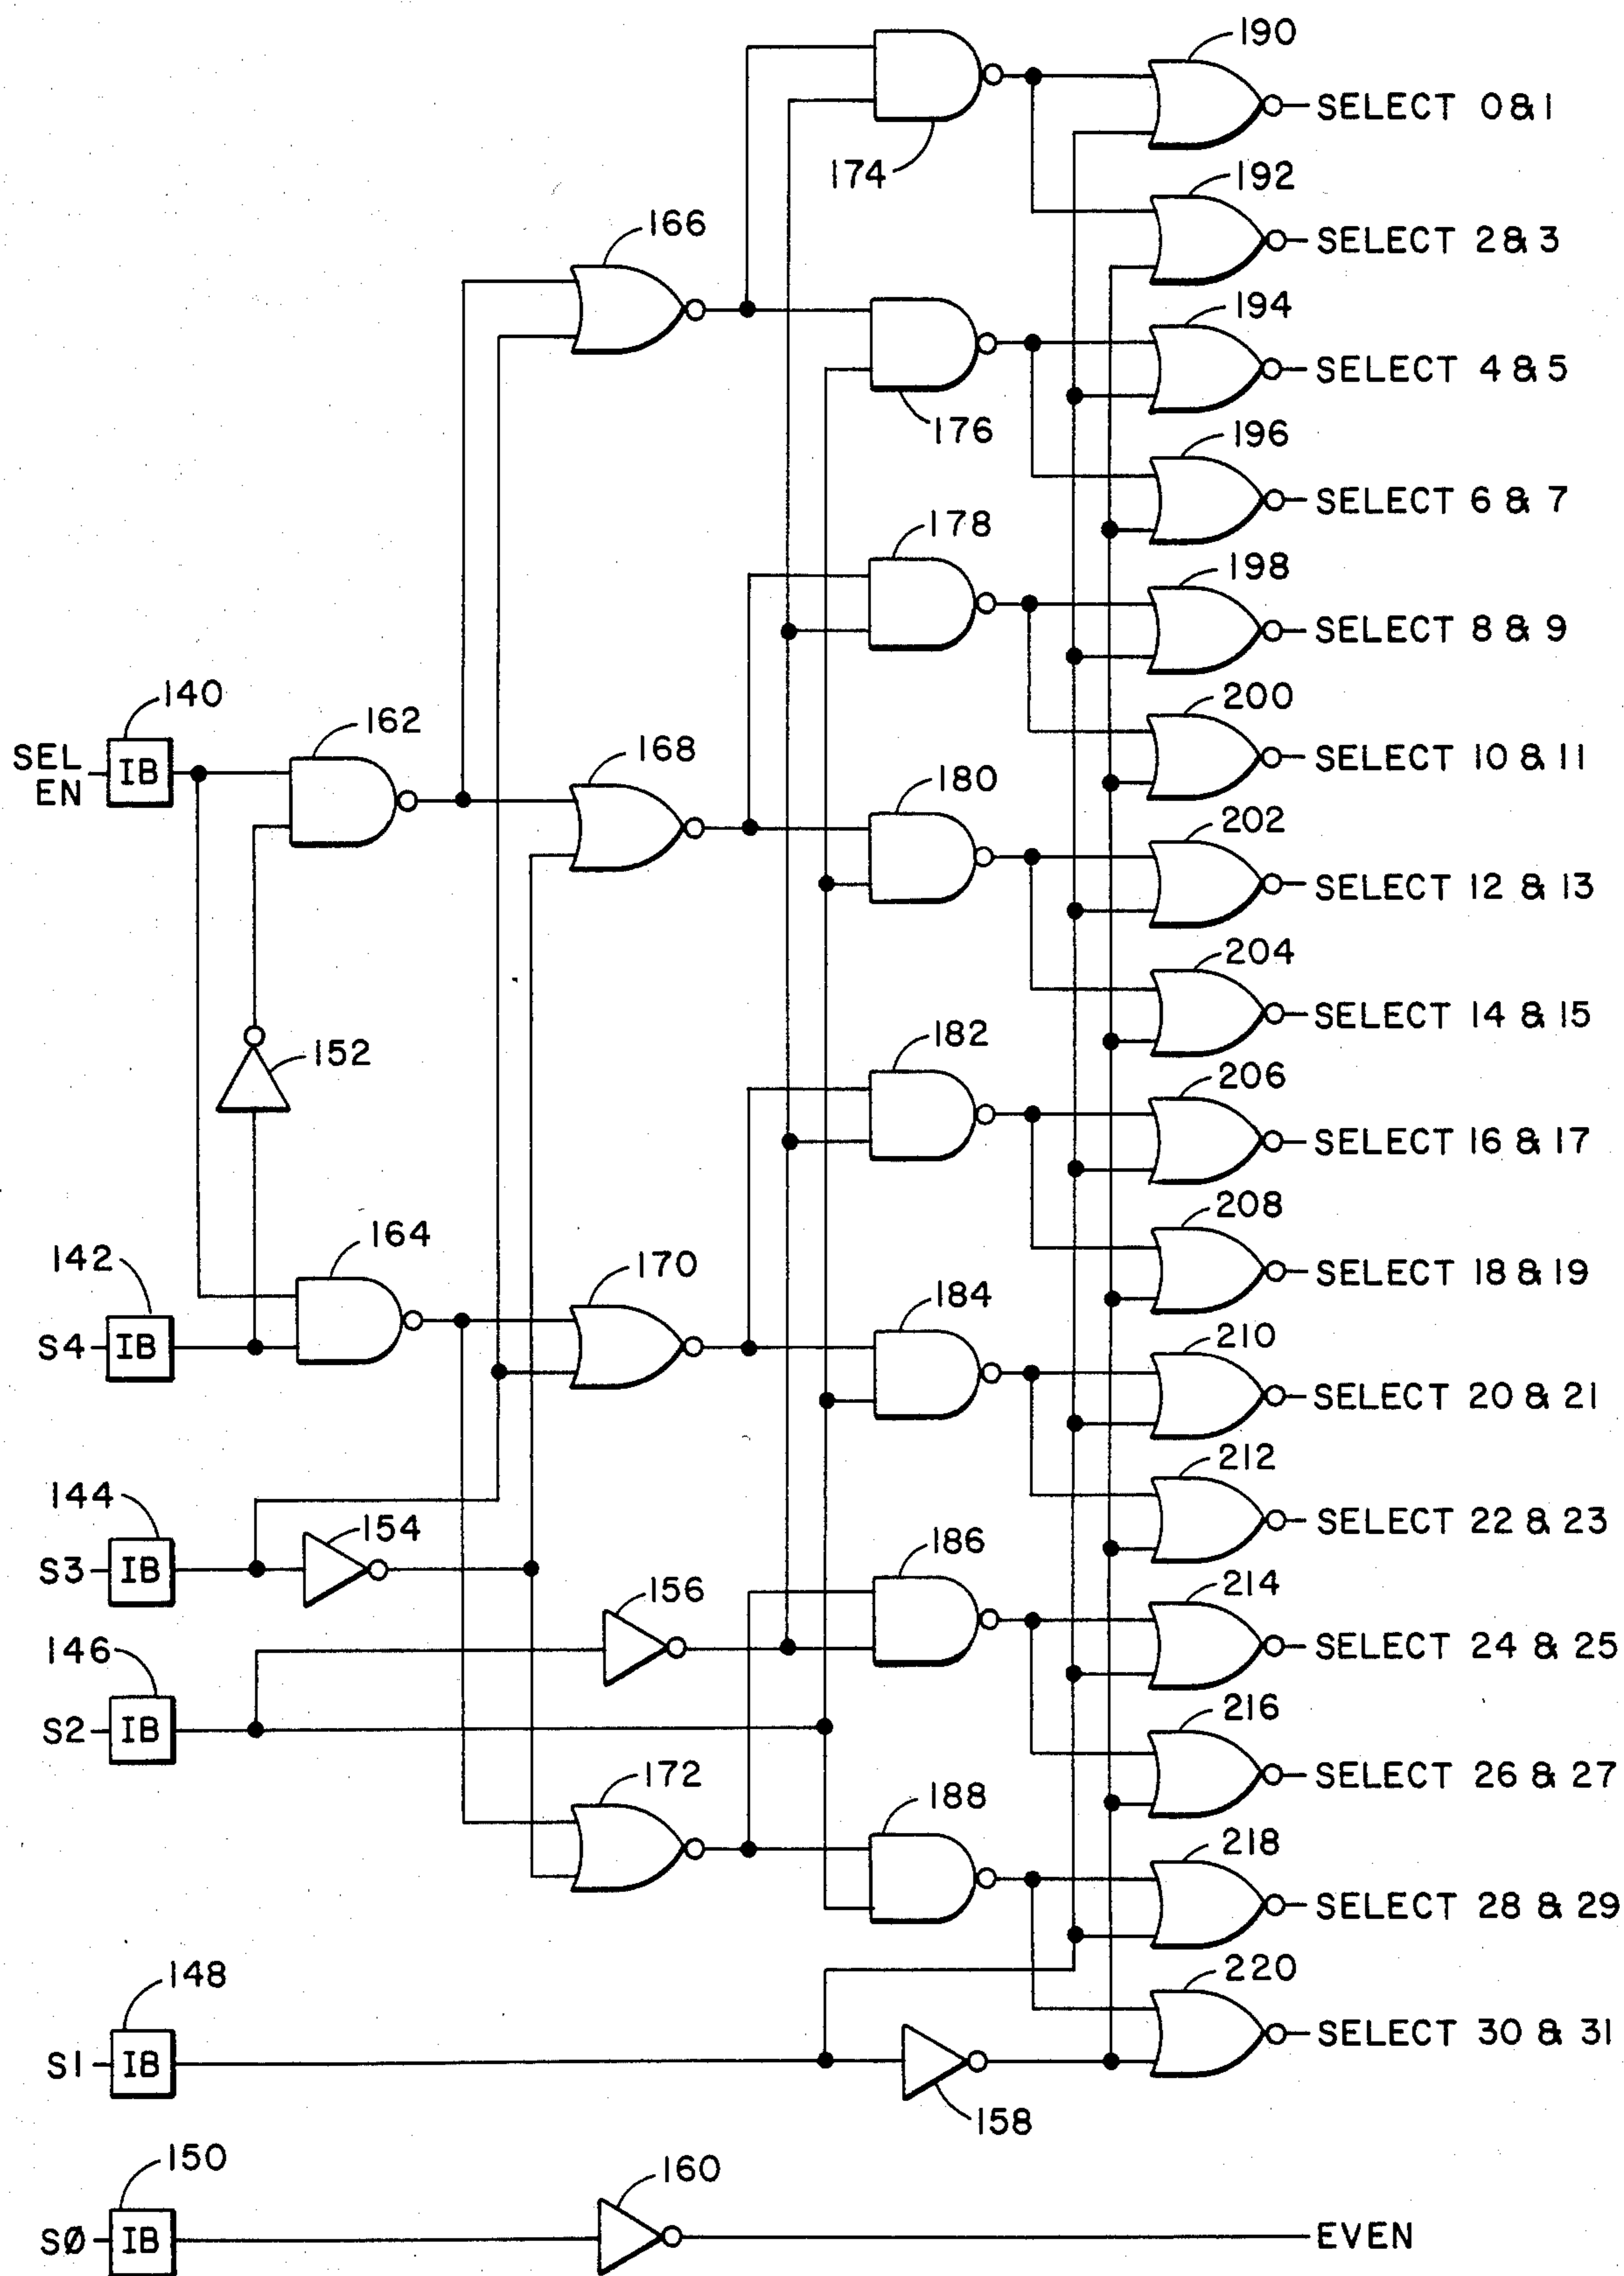 190
SELECT 0 & 1
174
192
SELECT 2 & 3
166
194
SELECT 4 & 5
176
196
SELECT 6 & 7
178
198
SELECT 8 & 9
140
162
168
200
SEL
EN
IB
SELECT 10 & 11
180
202
SELECT 12 & 13
204
SELECT 14 & 15
152
182
206
SELECT 16 & 17
208
142
164
170
SELECT 18 & 19
184
210
S4
IB
SELECT 20 & 21
212
144
154
SELECT 22 & 23
S3
IB
186
214
156
SELECT 24 & 25
146
216
S2
IB
172
188
SELECT 26 & 27
218
SELECT 28 & 29
148
220
S1
IB
SELECT 30 & 31
158
150
160
SØ
IB
EVEN